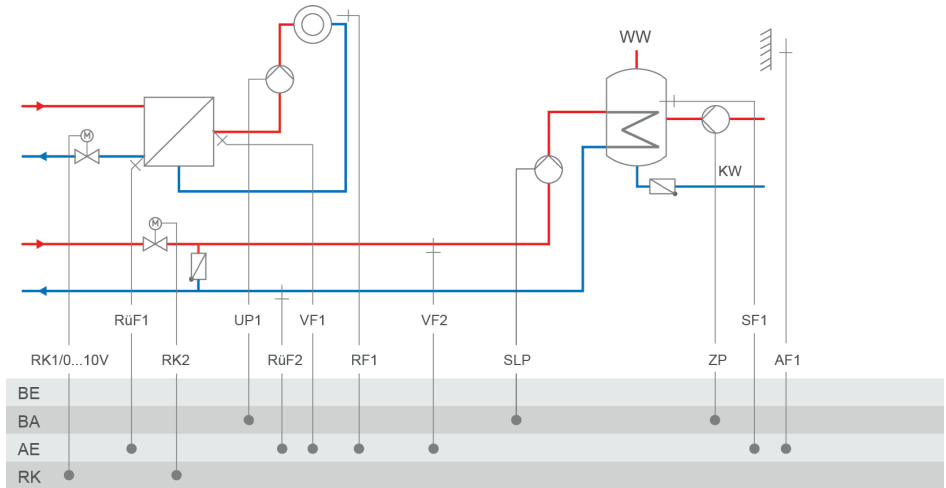 WW
M
KW
M
RüF1 UP1 VF1 VF2 SF1
RK1/0...10V RK2 RüF2 RF1 SLP ZP AF1
BE
BA
AE
RK